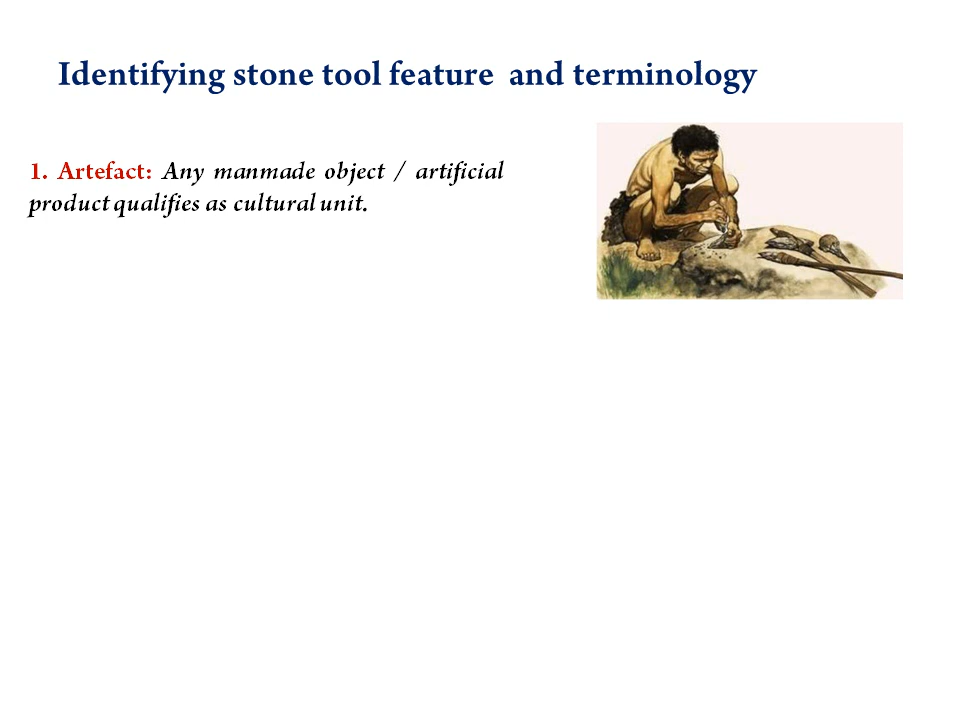 Identifying stone tool feature  and terminology
1. Artefact: Any manmade object / artificial
product qualifies as cultural unit.